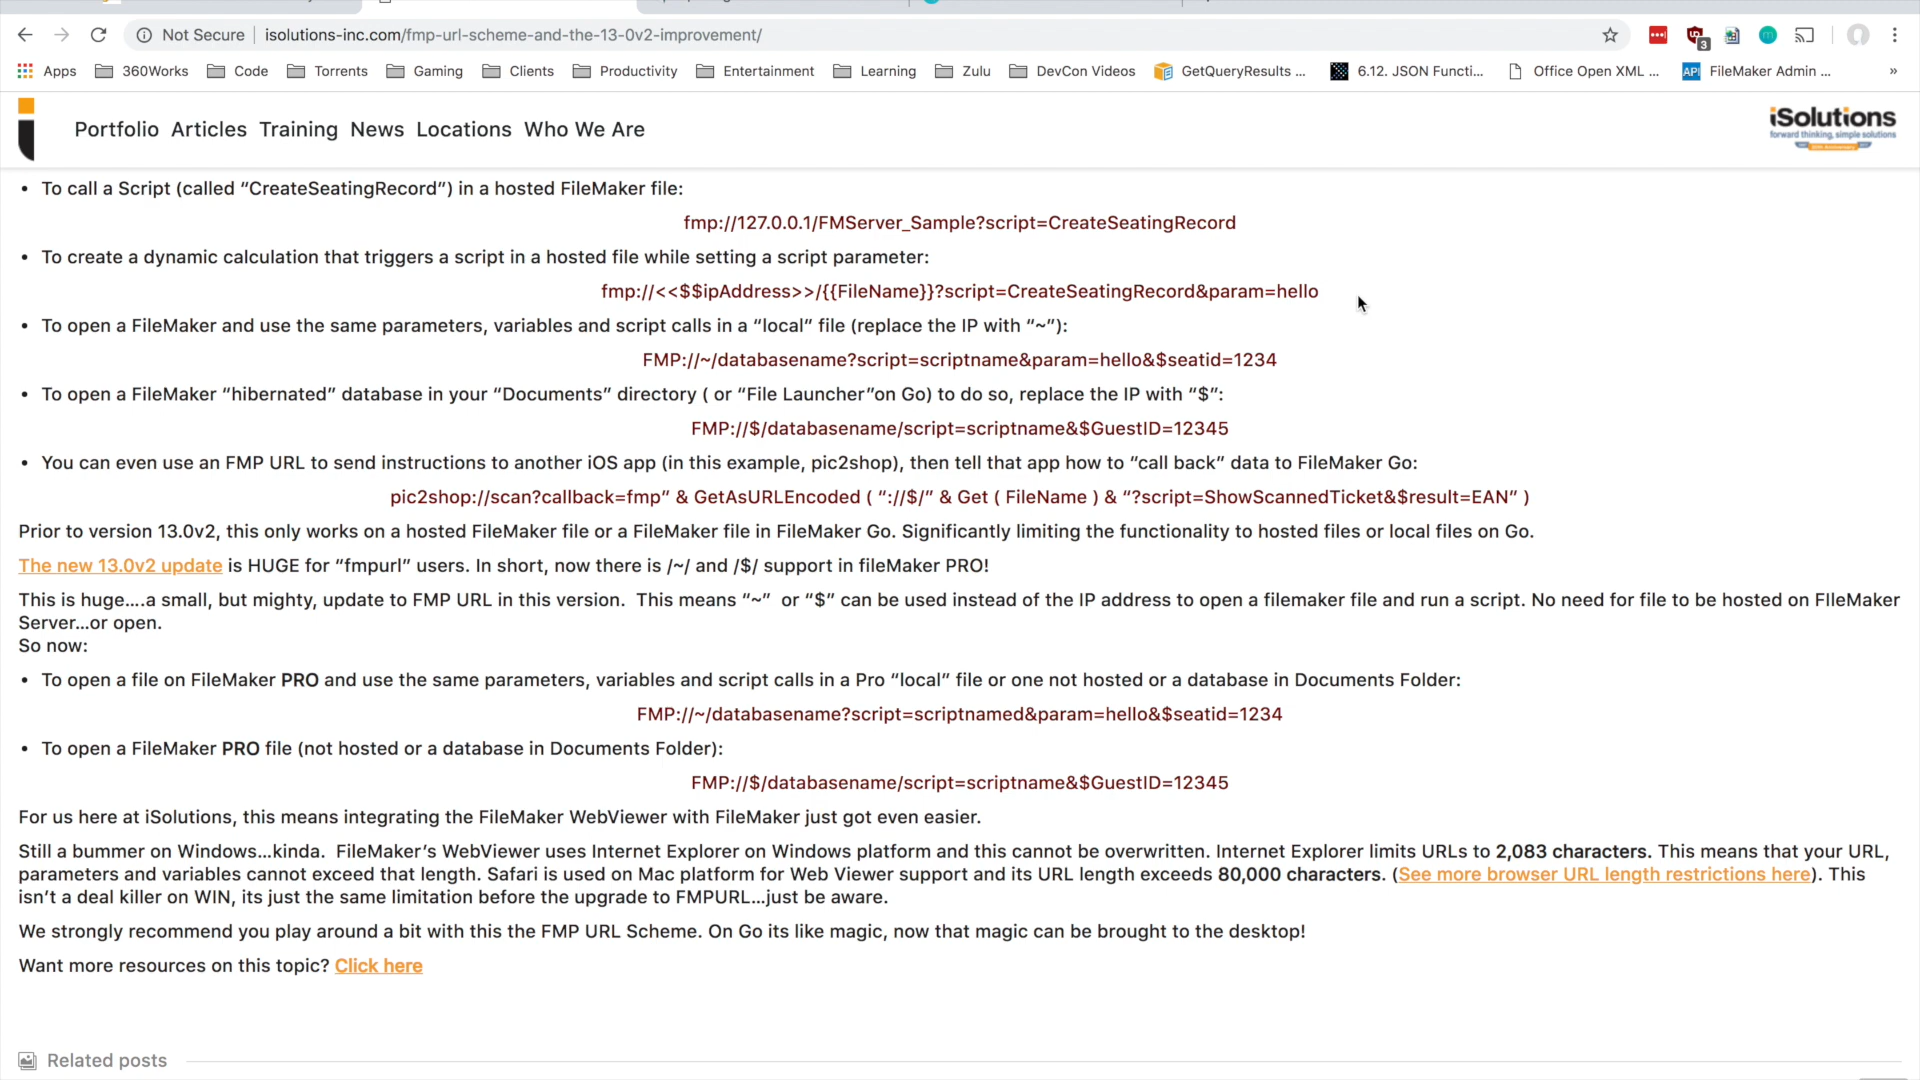 Not Secure
isolutions-inc.com/fmp-url-scheme-and-the-13-0v2-improvement/
3
Apps 360Works Code Torrents Gaming Clients Productivity Entertainment Learning Zulu DevCon Videos GetQueryResults ... 6.12. JSON Functi... Office Open XML ... API FileMaker Admin ... »
Portfolio Articles Training News Locations Who We Are
iSolutions
forward thinking, simple solutions
• To call a Script (called “CreateSeatingRecord”) in a hosted FileMaker file:
fmp://127.0.0.1/FMServer_Sample?script=CreateSeatingRecord
• To create a dynamic calculation that triggers a script in a hosted file while setting a script parameter:
fmp://<<$$ipAddress>>/{{FileName}}?script=CreateSeatingRecord&param=hello
• To open a FileMaker and use the same parameters, variables and script calls in a “local” file (replace the IP with “~”):
FMP://~/databasename?script=scriptname&param=hello&$seatid=1234
• To open a FileMaker “hibernated” database in your “Documents” directory ( or “File Launcher”on Go) to do so, replace the IP with “$”:
FMP://$/databasename/script=scriptname&$GuestID=12345
• You can even use an FMP URL to send instructions to another iOS app (in this example, pic2shop), then tell that app how to “call back” data to FileMaker Go:
pic2shop://scan?callback=fmp” & GetAsURLEncoded ( “://$/” & Get ( FileName ) & “?script=ShowScannedTicket&$result=EAN” )
Prior to version 13.0v2, this only works on a hosted FileMaker file or a FileMaker file in FileMaker Go. Significantly limiting the functionality to hosted files or local files on Go.
The new 13.0v2 update is HUGE for “fmpurl” users. In short, now there is /~/ and /$/ support in fileMaker PRO!
This is huge….a small, but mighty, update to FMP URL in this version.  This means “~”  or “$” can be used instead of the IP address to open a filemaker file and run a script. No need for file to be hosted on FIleMaker
Server…or open.
So now:
• To open a file on FileMaker PRO and use the same parameters, variables and script calls in a Pro “local” file or one not hosted or a database in Documents Folder:
FMP://~/databasename?script=scriptnamed&param=hello&$seatid=1234
• To open a FileMaker PRO file (not hosted or a database in Documents Folder):
FMP://$/databasename/script=scriptname&$GuestID=12345
For us here at iSolutions, this means integrating the FileMaker WebViewer with FileMaker just got even easier.
Still a bummer on Windows…kinda.  FileMaker’s WebViewer uses Internet Explorer on Windows platform and this cannot be overwritten. Internet Explorer limits URLs to 2,083 characters. This means that your URL,
parameters and variables cannot exceed that length. Safari is used on Mac platform for Web Viewer support and its URL length exceeds 80,000 characters. (See more browser URL length restrictions here). This
isn’t a deal killer on WIN, its just the same limitation before the upgrade to FMPURL…just be aware.
We strongly recommend you play around a bit with this the FMP URL Scheme. On Go its like magic, now that magic can be brought to the desktop!
Want more resources on this topic? Click here
Related posts